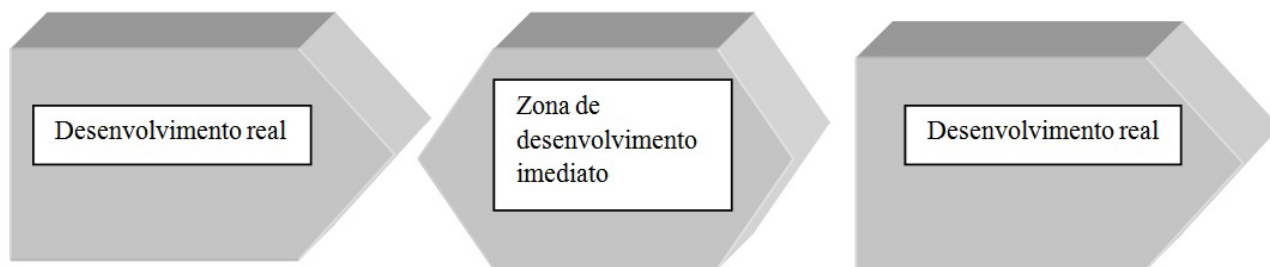 Desenvolvimento real
Zona de
desenvolvimento
imediato
Desenvolvimento real